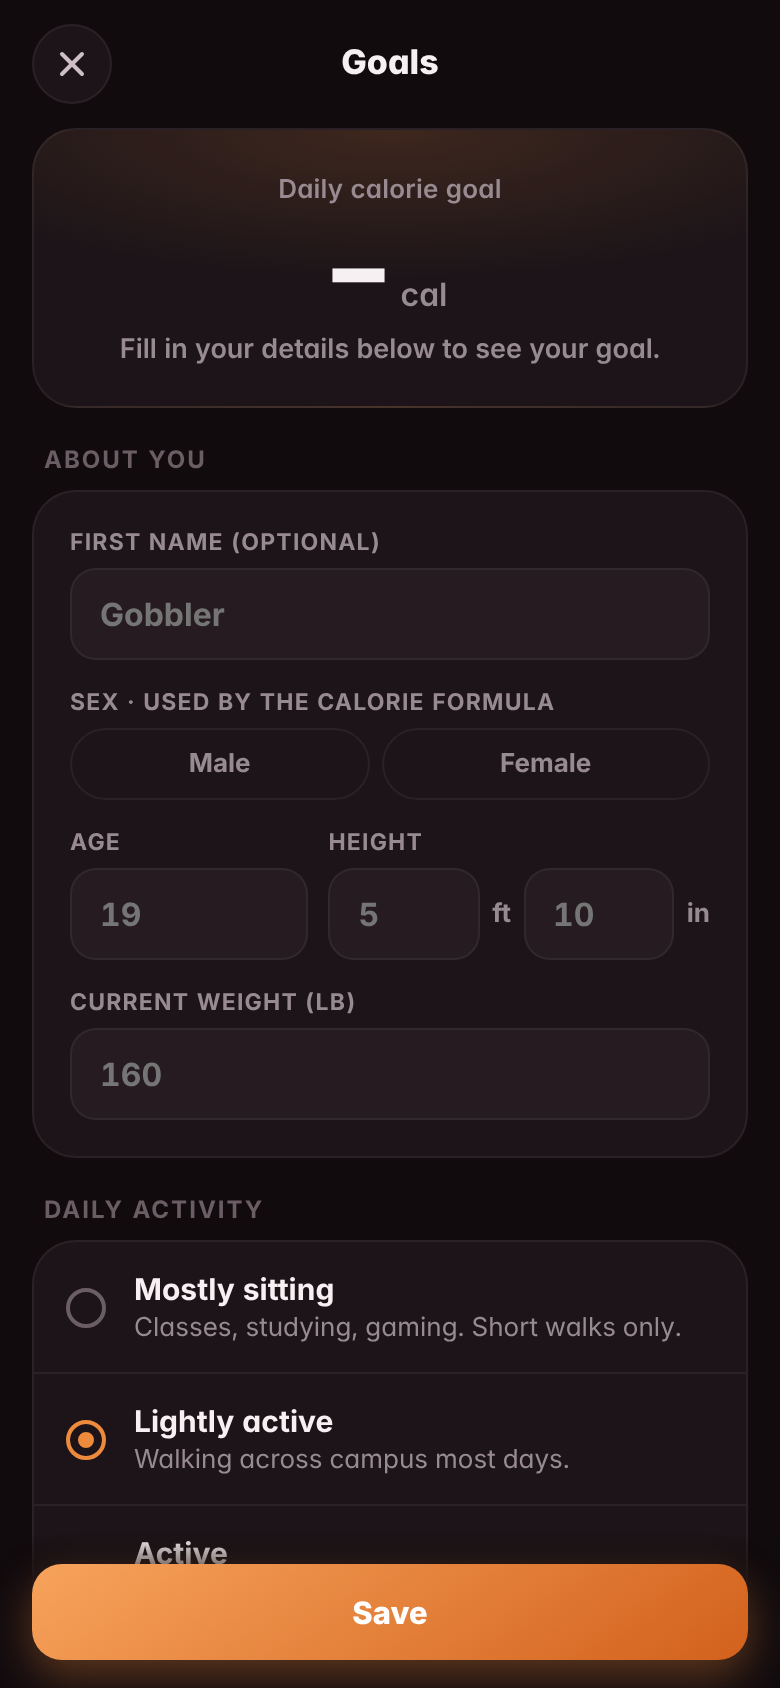 Goals
Daily calorie goal
– cal
Fill in your details below to see your goal.
ABOUT YOU
FIRST NAME (OPTIONAL)
Gobbler
SEX · USED BY THE CALORIE FORMULA
Male Female
AGE HEIGHT
19 5 ft 10 in
CURRENT WEIGHT (LB)
160
DAILY ACTIVITY
Mostly sitting
Classes, studying, gaming. Short walks only.
Lightly active
Walking across campus most days.
Active
Save